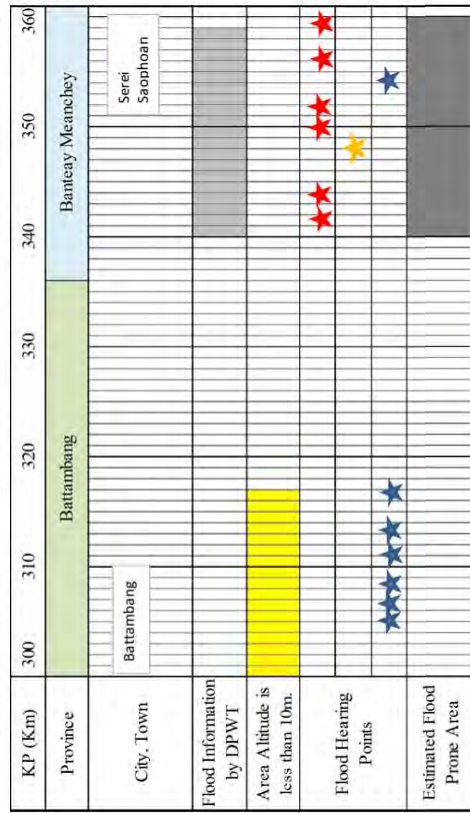 KP (Km)
300
310
320
330
340
350
360
Province
Battambang
Banteay Meanchey
City, Town
Battambang
Serei
Saophoan
Flood Information
by DPWT
Area Altitude is
less than 10m.
Flood Hearing
Points
Estimated Flood
Prone Area